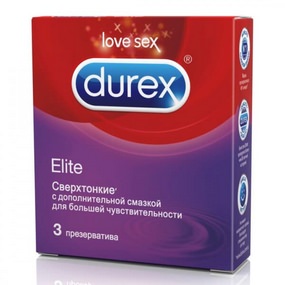 love sex
durex
®
Elite
Сверхтонкие*
с дополнительной смазкой
для большей чувствительности
3 презерватива